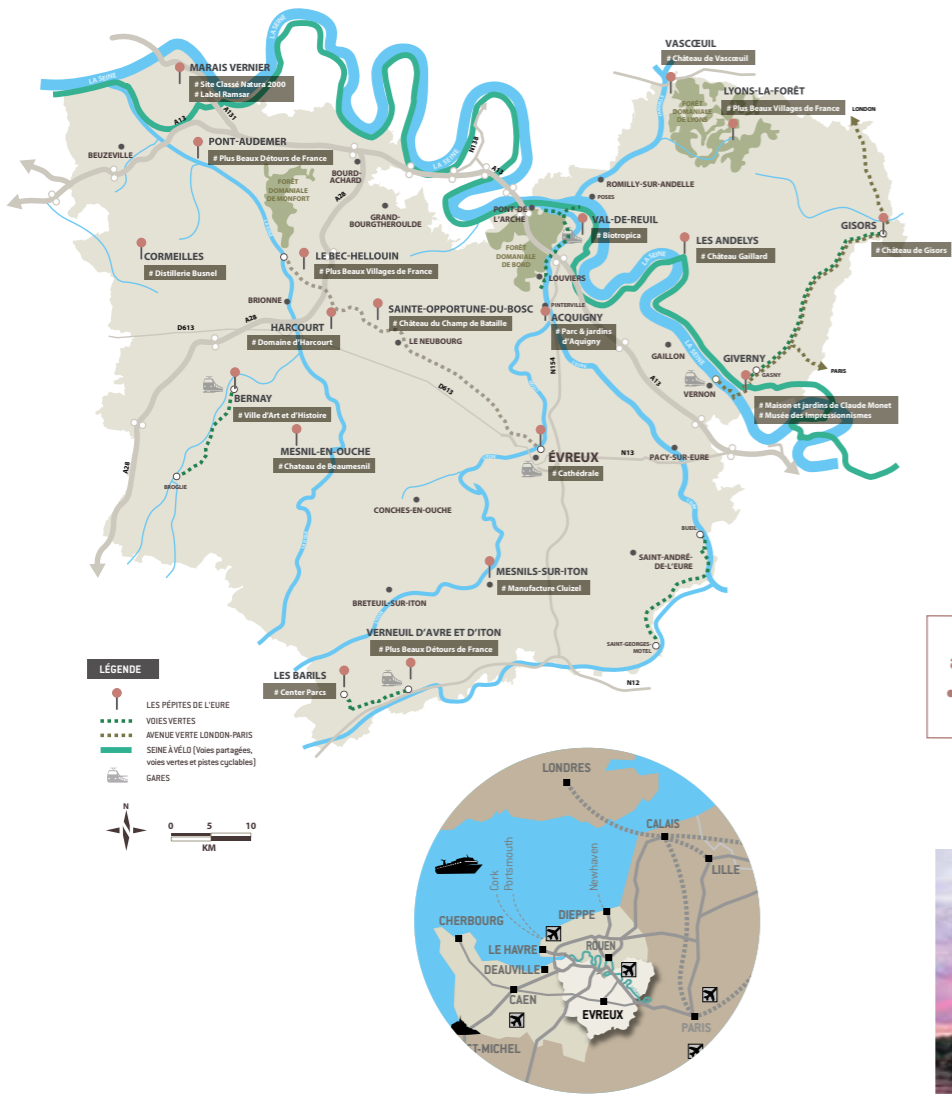 LA SEINE
VASCŒUIL
# Château de Vascœuil
MARAIS VERNIER
# Site Classé Natura 2000
# Label Ramsar
LA SEINE
A131
A13
FORÊT
DOMANIALE
DE LYONS
LYONS-LA-FORÊT
# Plus Beaux Villages de France
LONDON
PONT-AUDEMER
# Plus Beaux Détours de France
BEUZEVILLE
BOURG-
ACHARD
A28
LA SEINE
N138
A13
FORÊT
DOMANIALE
DE MONFORT
GRAND-
BOURGTHEROULDE
ROMILLY-SUR-ANDELLE
POSES
PONT-DE
L'ARCHE
VAL-DE-REUIL
# Biotropica
FORÊT
DOMANIALE
DE BORD
LOUVIERS
LES ANDELYS
# Château Gaillard
LA SEINE
GISORS
# Château de Gisors
CORMEILLES
# Distillerie Busnel
LE BEC-HELLOUIN
# Plus Beaux Villages de France
BRIONNE
SAINTE-OPPORTUNE-DU-BOSC
# Château du Champ de Bataille
HARCOURT
# Domaine d'Harcourt
LE NEUBOURG
D613
A28
D613
PINTERVILLE
ACQUIGNY
# Parc & jardins
d'Aquigny
N154
GAILLON
A13
LA SEINE
GIVERNY
GASNY
PARIS
VERNON
# Maison et jardins de Claude Monet
# Musée des Impressionnismes
BERNAY
# Ville d'Art et d'Histoire
MESNIL-EN-OUCHE
# Chateau de Beaumesnil
A28
BROGLIE
ÉVREUX
# Cathédrale
N13
PACY-SUR-EURE
CONCHES-EN-OUCHE
BUEIL
SAINT-ANDRÉ-
DE-L'EURE
MESNILS-SUR-ITON
# Manufacture Cluizel
BRETEUIL-SUR-ITON
VERNEUIL D'AVRE ET D'ITON
# Plus Beaux Détours de France
SAINT-GEORGES-
MOTEL
LES BARILS
# Center Parcs
N12
LÉGENDE
LES PÉPITES DE L'EURE
VOIES VERTES
AVENUE VERTE LONDON-PARIS
SEINE À VÉLO (Voies partagées,
voies vertes et pistes cyclables)
GARES
N
0 5 10
KM
LONDRES
CALAIS
LILLE
Cork
Portsmouth
Newhaven
DIEPPE
CHERBOURG
LE HAVRE
ROUEN
DEAUVILLE
CAEN
EVREUX
PARIS
ST-MICHEL